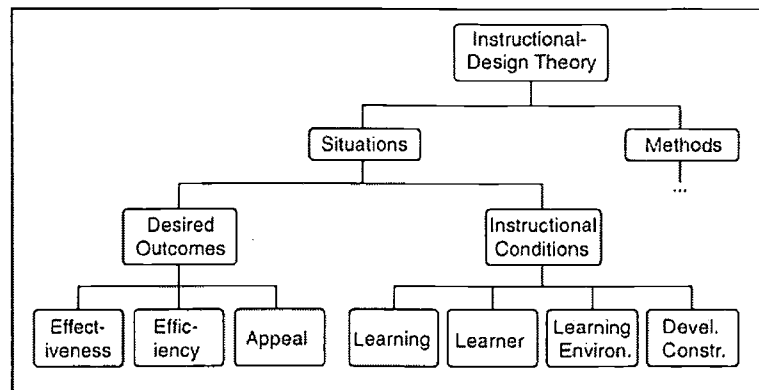 Instructional-
Design Theory
Situations
Methods
...
Desired
Outcomes
Instructional
Conditions
Effect-
iveness
Effic-
iency
Appeal
Learning
Learner
Learning
Environ.
Devel.
Constr.